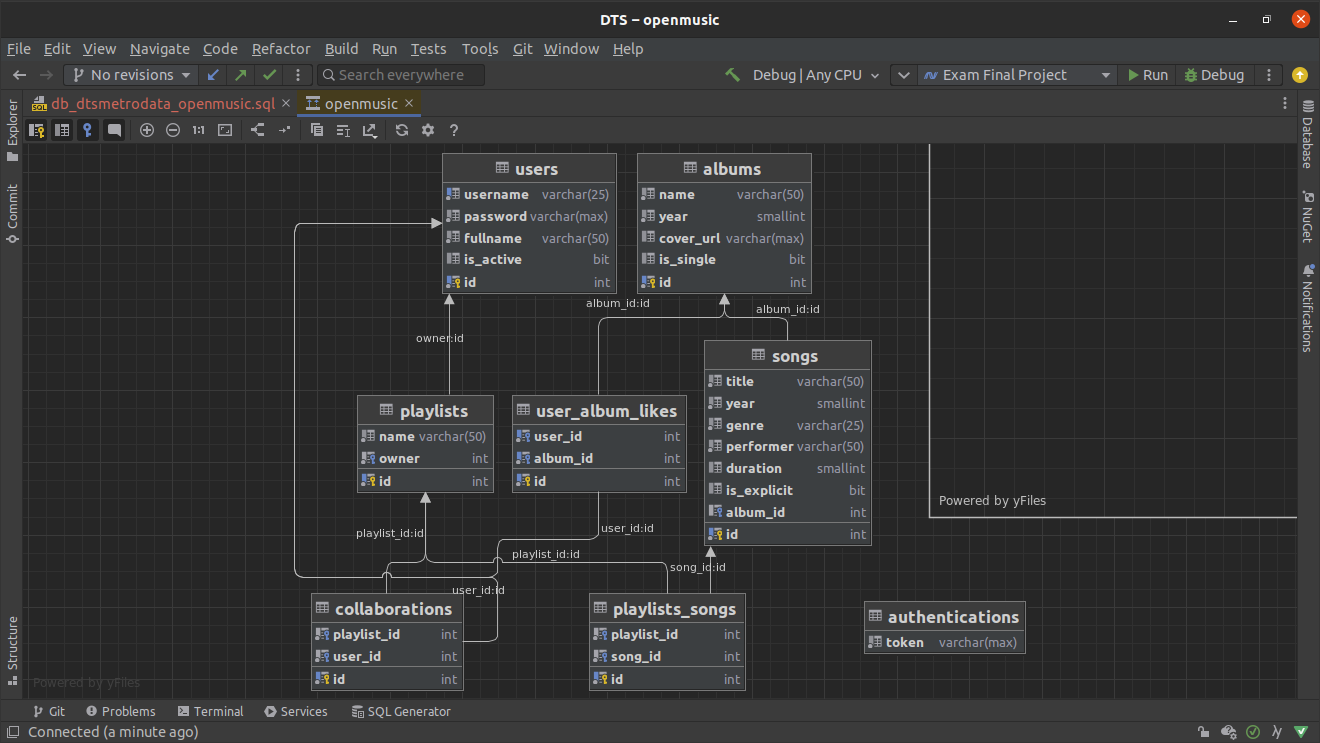 DTS – openmusic
File Edit View Navigate Code Refactor Build Run Tests Tools Git Window Help
No revisions Search everywhere Debug | Any CPU Exam Final Project Run Debug
db_dtsmetrodata_openmusic.sql openmusic
1:1 ?
Explorer
Commit
Structure
Database
NuGet
Notifications
users
username varchar(25)
password varchar(max)
fullname varchar(50)
is_active bit
id int
albums
name varchar(50)
year smallint
cover_url varchar(max)
is_single bit
id int
album_id:id
album_id:id
owner:id
songs
title varchar(50)
year smallint
genre varchar(25)
performer varchar(50)
duration smallint
is_explicit bit
album_id int
id int
playlists
name varchar(50)
owner int
id int
user_album_likes
user_id int
album_id int
id int
Powered by yFiles
playlist_id:id
user_id:id
playlist_id:id
song_id:id
user_id:id
collaborations
playlist_id int
user_id int
id int
playlists_songs
playlist_id int
song_id int
id int
authentications
token varchar(max)
Powered by yFiles
Git Problems Terminal Services SQL Generator
Connected (a minute ago)